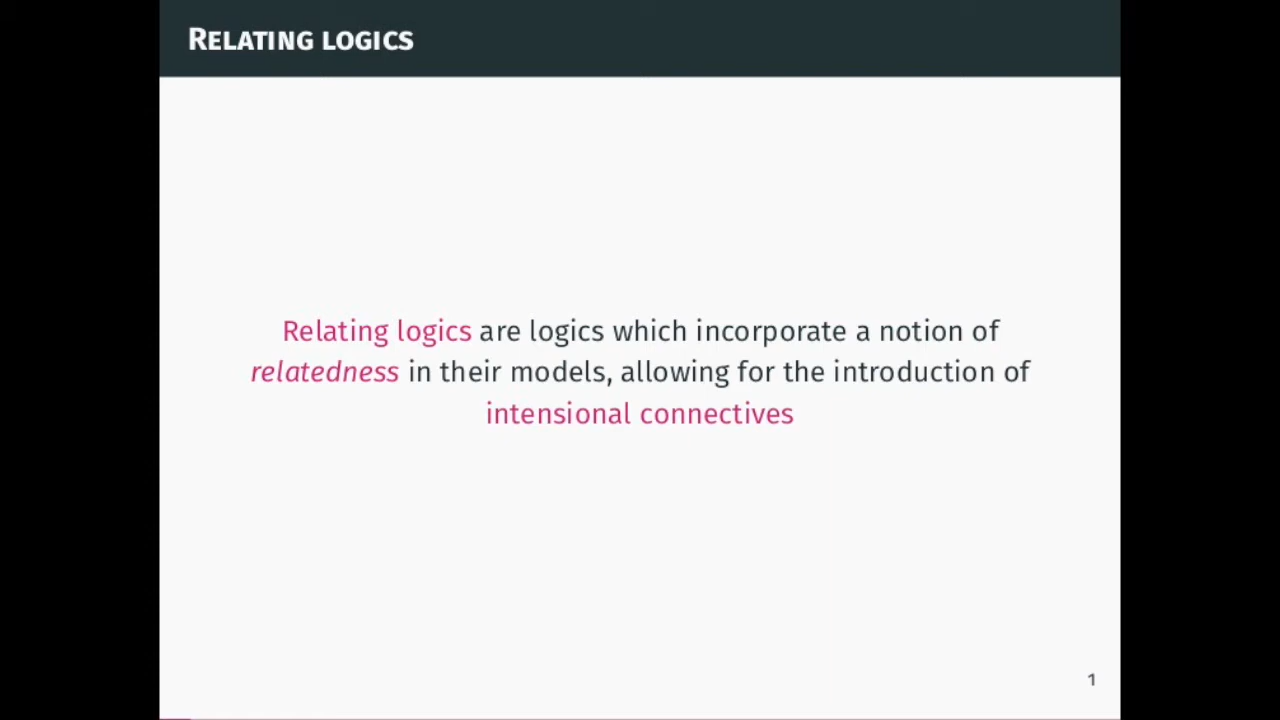 Relating logics
Relating logics are logics which incorporate a notion of
relatedness in their models, allowing for the introduction of
intensional connectives
1